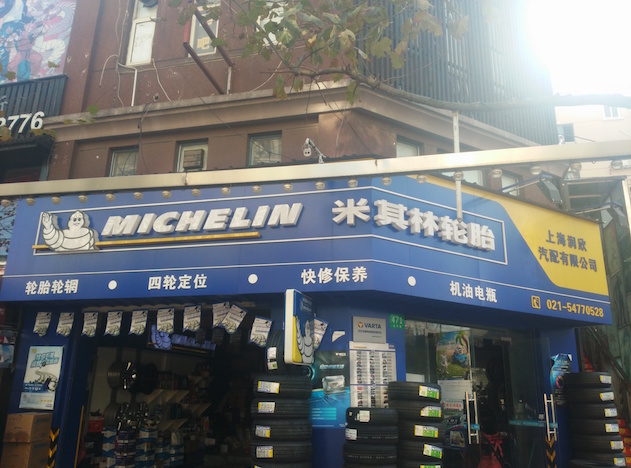 2776
MICHELIN 米其林轮胎
上海润欣
汽配有限公司
轮胎轮辋 • 四轮定位 • 快修保养 • 机油电瓶
021-54770528
VARTA